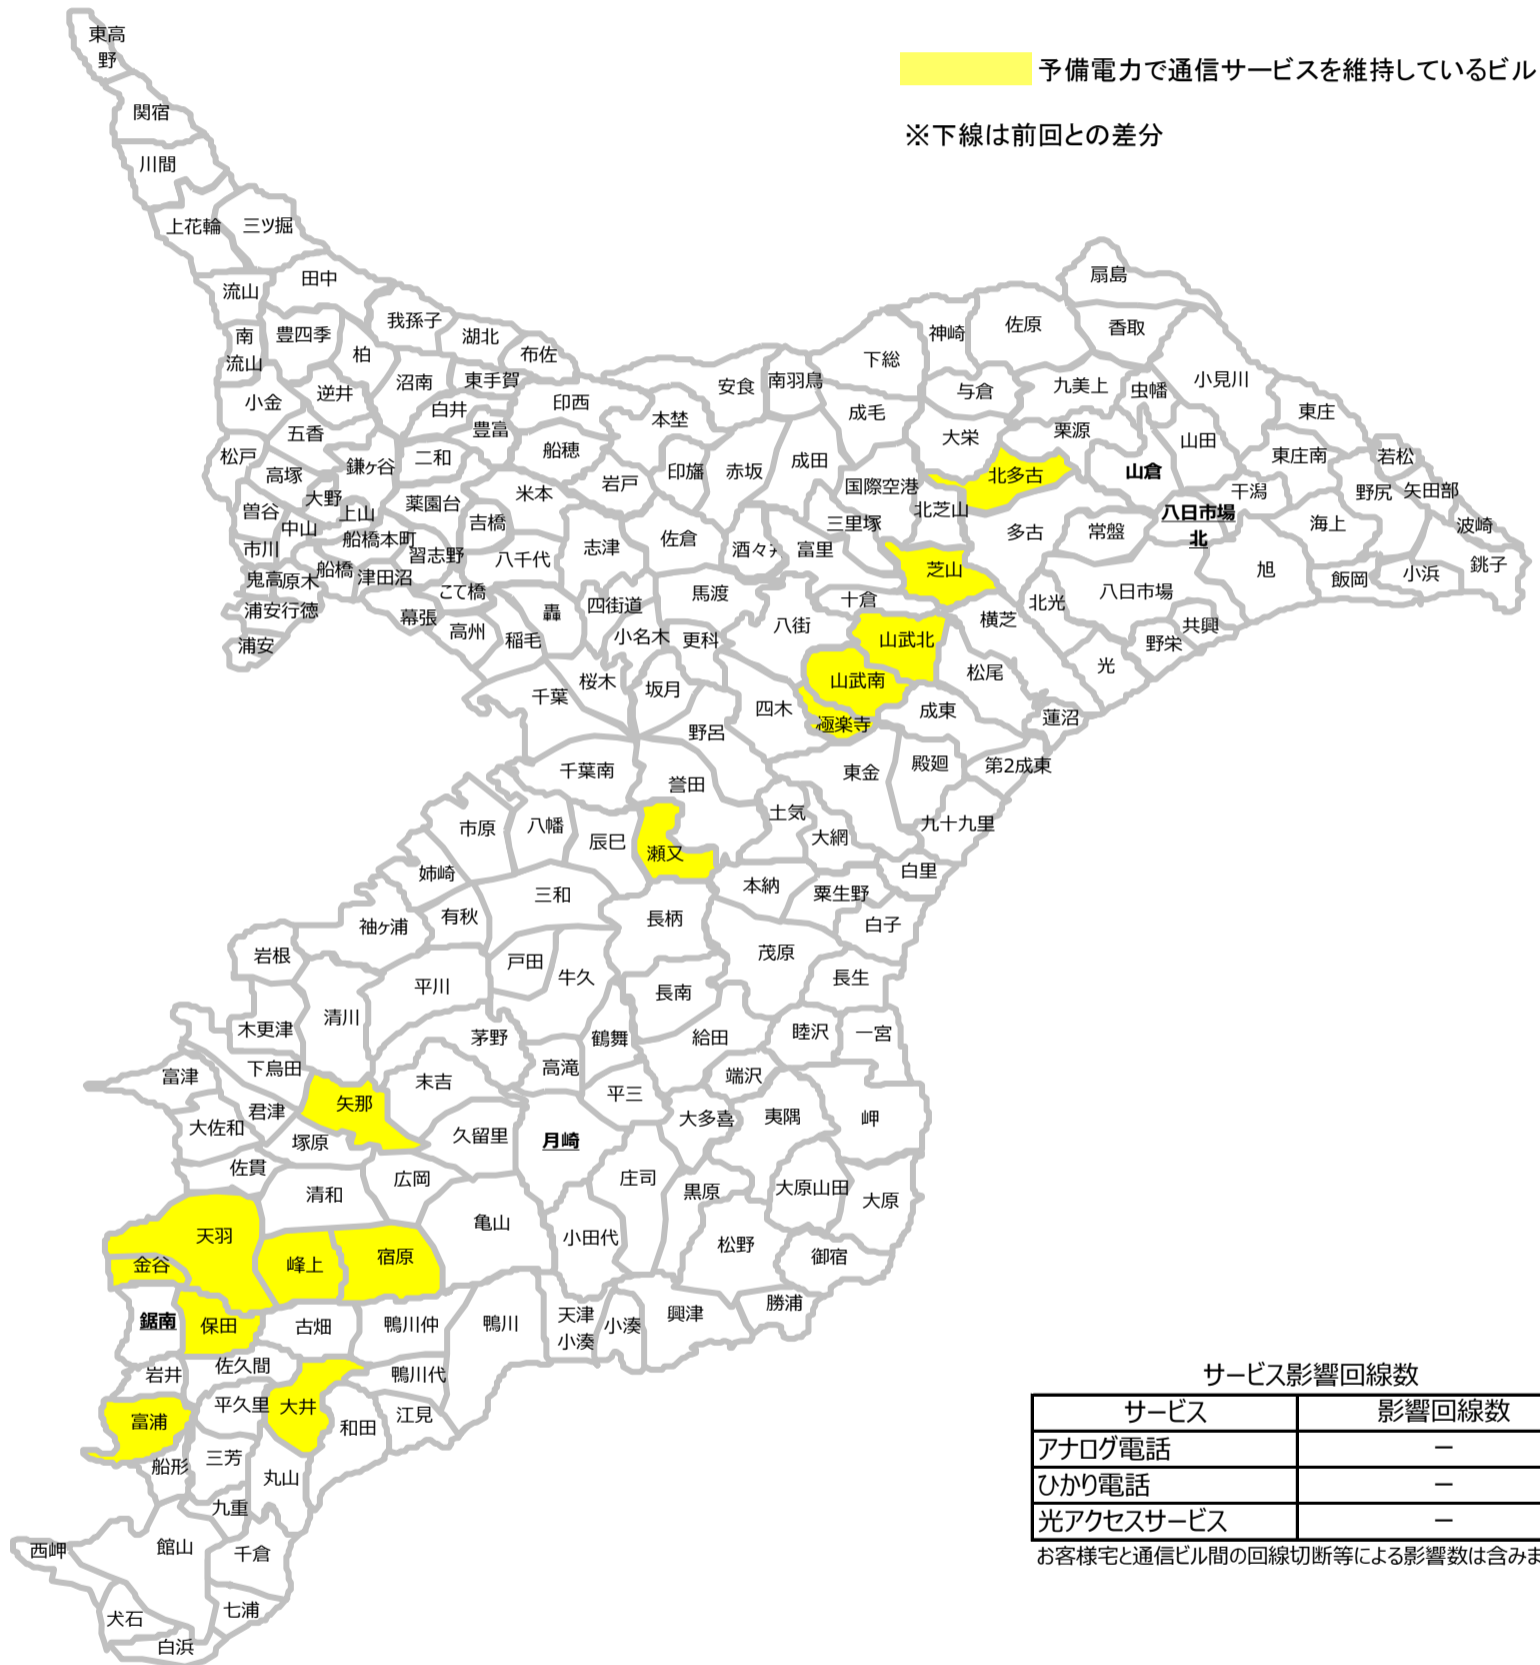 東高
野
予備電力で通信サービスを維持しているビル
関宿
※下線は前回との差分
川間
上花輪
三ツ掘
田中
扇島
流山
我孫子
神崎
佐原
香取
南
流山
豊四季
湖北
柏
布佐
下総
沼南
東手賀
安食
南羽鳥
与倉
九美上
虫幡
小見川
小金
逆井
白井
印西
本埜
成毛
東庄
五香
豊富
大栄
栗源
山田
松戸
高塚
鎌ヶ谷
二和
船穂
印旛
赤坂
成田
北多古
山倉
東庄南
若松
大野
岩戸
国際空港
干潟
野尻
矢田部
曽谷
上山
薬園台
米本
北芝山
八日市場
北
中山
船橋本町
吉橋
三里塚
多古
常盤
海上
波崎
市川
習志野
八千代
志津
佐倉
酒々井
富里
鬼高
原木
船橋
津田沼
芝山
旭
飯岡
小浜
銚子
こて橋
四街道
馬渡
十倉
北光
八日市場
浦安行徳
幕張
高州
稲毛
轟
小名木
更科
八街
山武北
横芝
共興
浦安
野栄
千葉
桜木
坂月
山武南
松尾
光
四木
極楽寺
成東
蓮沼
野呂
千葉南
誉田
東金
殿廻
第2成東
市原
八幡
辰巳
瀬又
土気
大網
九十九里
姉崎
三和
本納
粟生野
白里
袖ヶ浦
有秋
長柄
白子
岩根
平川
戸田
牛久
茂原
長生
木更津
清川
長南
茅野
鶴舞
給田
睦沢
一宮
富津
下烏田
末吉
高滝
端沢
君津
矢那
平三
大多喜
夷隅
岬
大佐和
塚原
久留里
月崎
佐貫
清和
広岡
庄司
黒原
大原山田
大原
天羽
亀山
小田代
松野
御宿
金谷
峰上
宿原
鋸南
保田
古畑
鴨川仲
鴨川
天津
小湊
小湊
興津
勝浦
岩井
佐久間
鴨川代
サービス影響回線数
富浦
平久里
大井
和田
江見
サービス 影響回線数
船形
三芳
丸山
アナログ電話 －
九重
ひかり電話 －
光アクセスサービス －
西岬
館山
千倉
お客様宅と通信ビル間の回線切断等による影響数は含みま
犬石
七浦
白浜